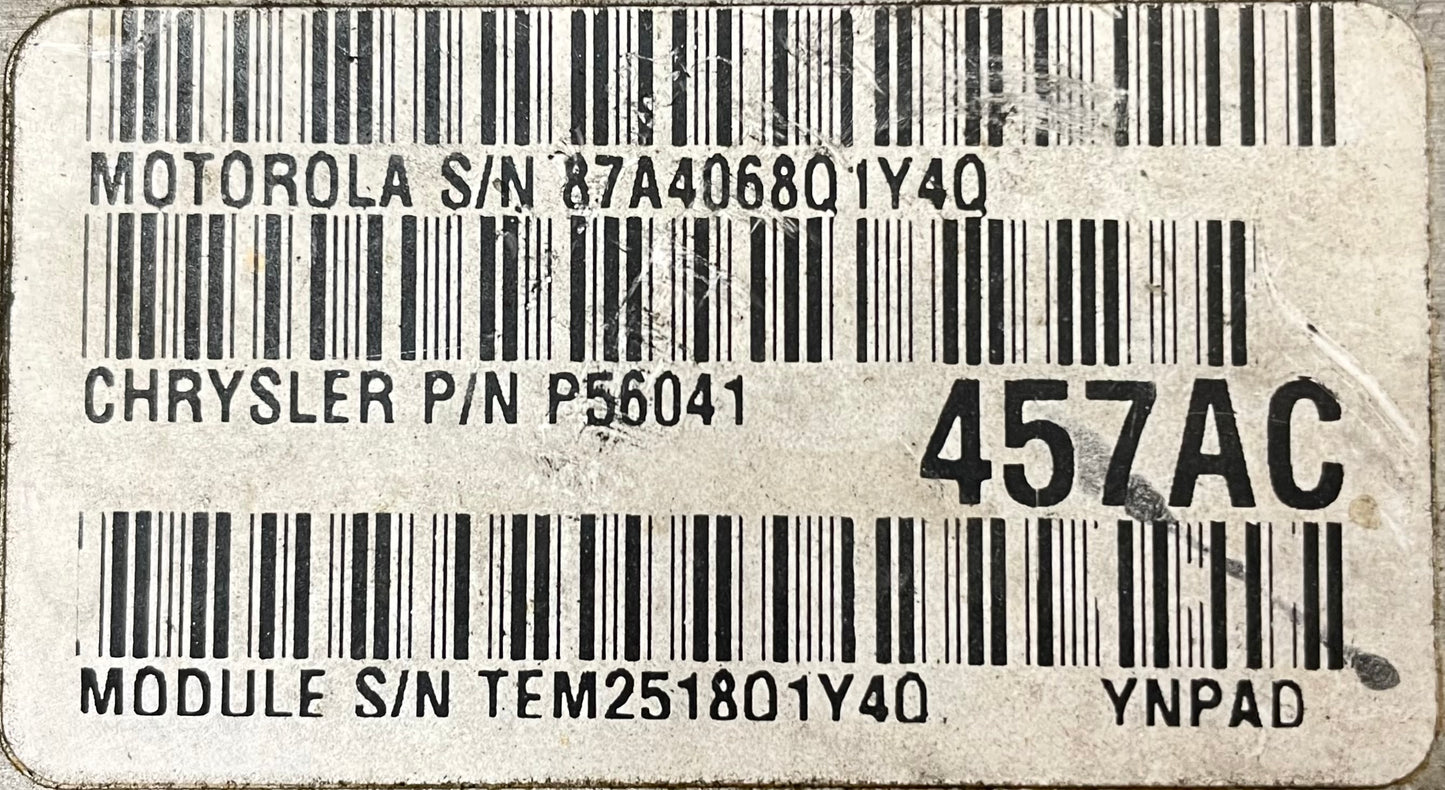 MOTOROLA S/N 87A4068Q1Y4Q
CHRYSLER P/N P56041 457AC
MODULE S/N TEM2518Q1Y4Q YNPAD